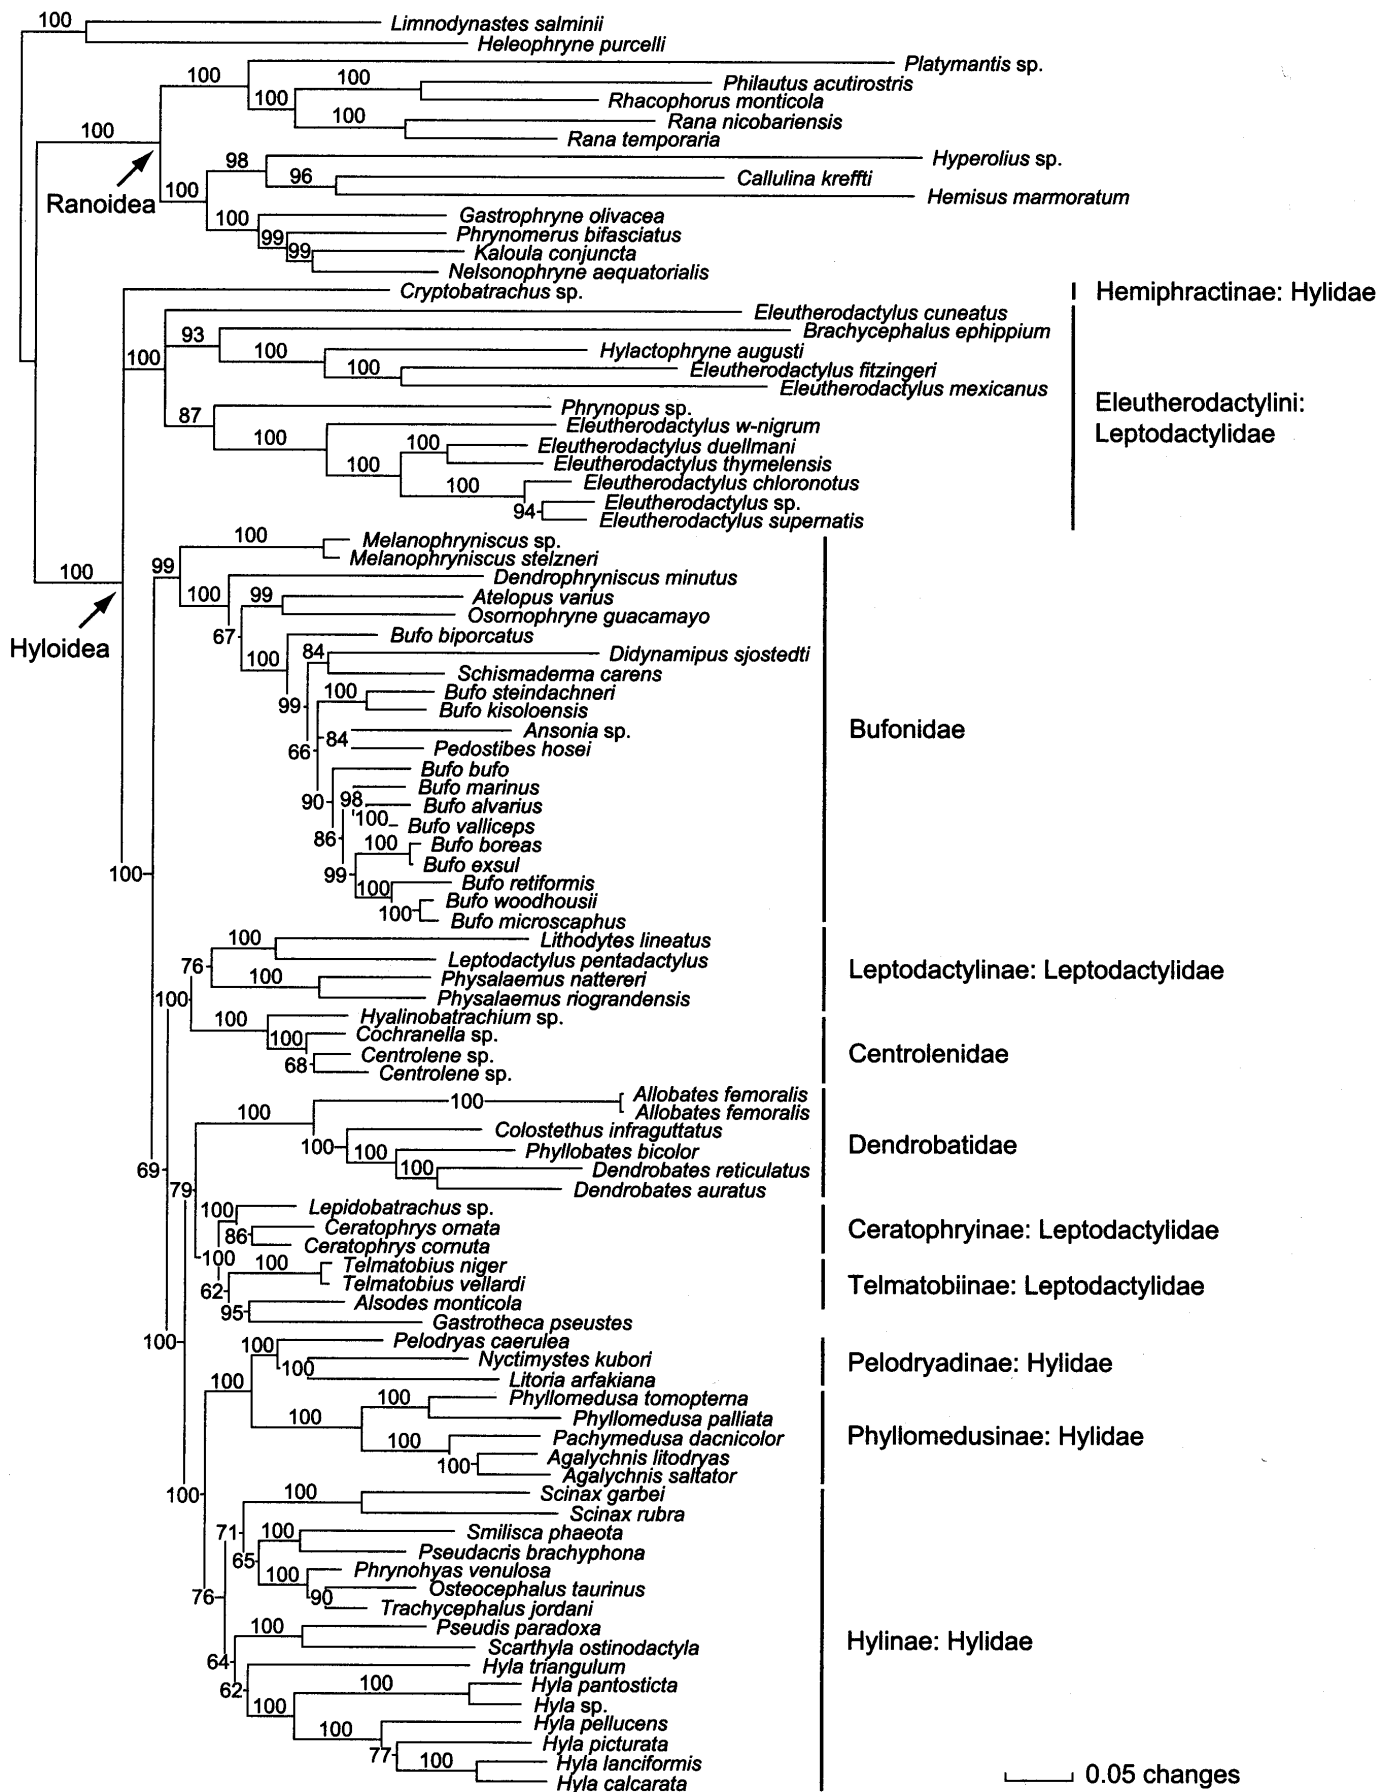 100
Limnodynastes salminii
Heleophryne purcelli
Platymantis sp.
100
100
Philautus acutirostris
100
Rhacophorus monticola
Rana nicobariensis
100
Rana temporaria
100
Ranoidea
98
Hyperolius sp.
96
Callulina kreffti
Hemisus marmoratum
100
100
Gastrophryne olivacea
99
Phrynomerus bifasciatus
99
Kaloula conjuncta
Nelsonophryne aequatorialis
Cryptobatrachus sp.
Hemiphractinae: Hylidae
Eleutherodactylus cuneatus
93
Brachycephalus ephippium
100
100
Hylactophryne augusti
100
Eleutherodactylus fitzingeri
Eleutherodactylus mexicanus
Eleutherodactylini:
Leptodactylidae
87
Phrynopus sp.
100
Eleutherodactylus w-nigrum
100
Eleutherodactylus duellmani
100
Eleutherodactylus thymelensis
100
Eleutherodactylus chloronotus
94
Eleutherodactylus sp.
Eleutherodactylus supernatis
100
Hyloidea
99
100
Melanophryniscus sp.
Melanophryniscus stelzneri
100
Dendrophryniscus minutus
99
Atelopus varius
67
Osornophryne guacamayo
100
Bufo biporcatus
84
Didynamipus sjostedti
99
Schismaderma carens
100
Bufo steindachneri
Bufo kisoloensis
66
84
Ansonia sp.
Pedostibes hosei
Bufonidae
90
Bufo bufo
98
Bufo marinus
Bufo alvarius
86
100
Bufo valliceps
100
Bufo boreas
99
Bufo exsul
100
Bufo retiformis
100
Bufo woodhousii
Bufo microscaphus
100
76
100
Lithodytes lineatus
Leptodactylus pentadactylus
100
Physalaemus nattereri
Physalaemus riograndensis
Leptodactylinae: Leptodactylidae
100
100
Hyalinobatrachium sp.
100
Cochranella sp.
68
Centrolene sp.
Centrolene sp.
Centrolenidae
100
100
Allobates femoralis
Allobates femoralis
100
Colostethus infraguttatus
100
Phyllobates bicolor
100
Dendrobates reticulatus
Dendrobates auratus
Dendrobatidae
69
79
100
Lepidobatrachus sp.
86
Ceratophrys ornata
Ceratophrys cornuta
Ceratophryinae: Leptodactylidae
100
62
100
Telmatobius niger
Telmatobius vellardi
95
Alsodes monticola
Gastrotheca pseustes
Telmatobiinae: Leptodactylidae
100
100
100
Pelodryas caerulea
100
Nyctimystes kubori
Litoria arfakiana
Pelodryadinae: Hylidae
100
100
Phyllomedusa tomopterna
Phyllomedusa palliata
100
Pachymedusa dacnicolor
100
Agalychnis litodryas
Agalychnis saltator
Phyllomedusinae: Hylidae
100
100
Scinax garbei
Scinax rubra
71
100
Smilisca phaeota
65
Pseudacris brachyphona
100
Phrynohyas venulosa
90
Osteocephalus taurinus
Trachycephalus jordani
76
100
Pseudis paradoxa
Scarthyla ostinodactyla
64
Hyla triangulum
62
100
Hyla pantosticta
100
Hyla sp.
100
Hyla pellucens
77
Hyla picturata
100
Hyla lanciformis
Hyla calcarata
Hylinae: Hylidae
0.05 changes